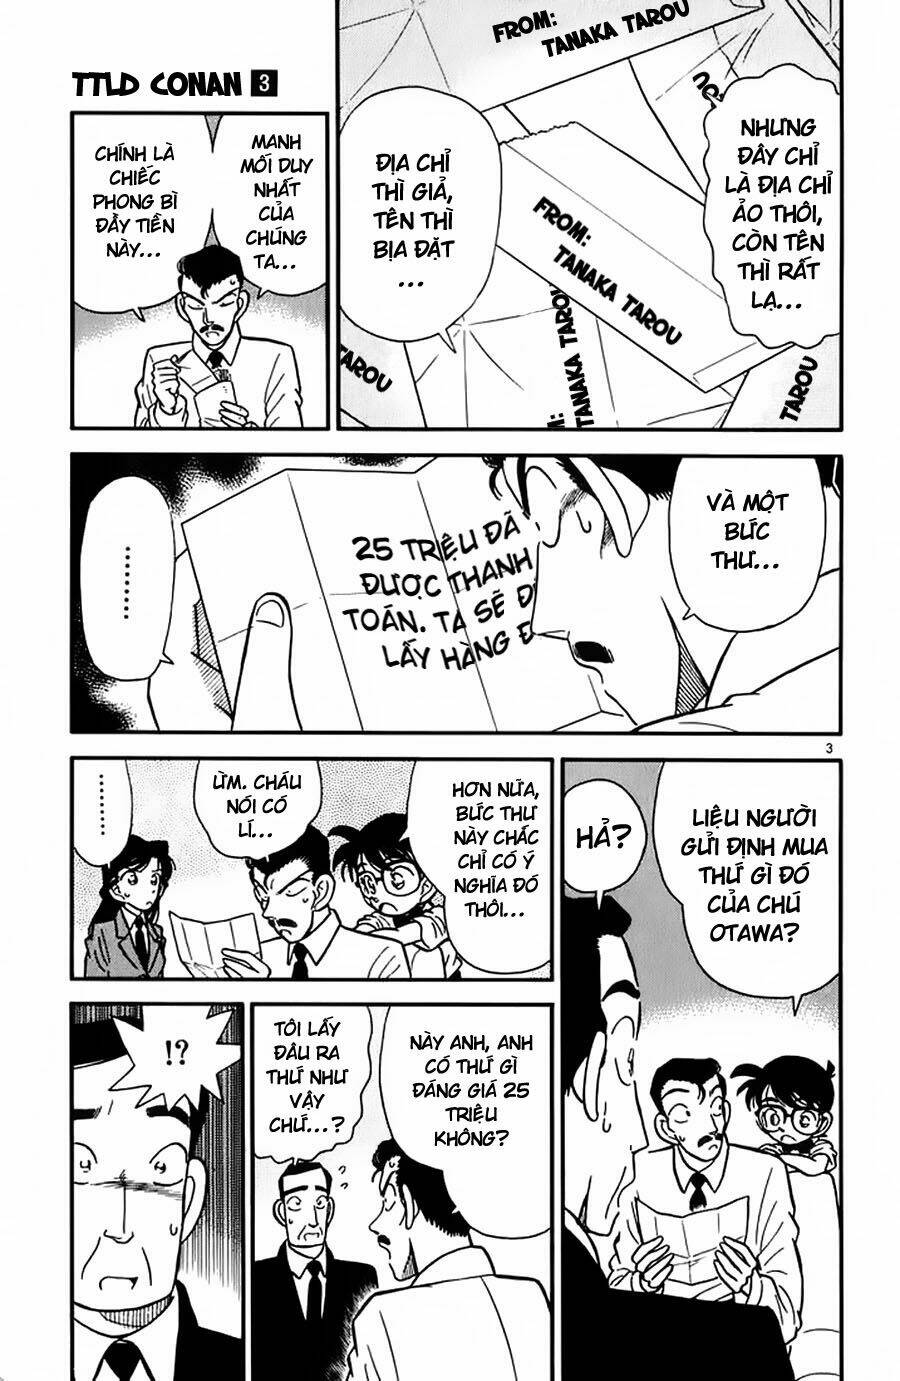 TTLD CONAN 3
FROM:
TANAKA TAROU
NHƯNG
ĐÂY CHỈ
LÀ ĐỊA CHỈ
ẢO THÔI,
CÒN TÊN
THÌ RẤT
LẠ...
ĐỊA CHỈ
THÌ GIẢ,
TÊN THÌ
BỊA ĐẶT
...
FROM:
TANAKA TAROU
TAROU
TANAKA TAROU
TAROU
MANH
MỐI DUY
NHẤT
CỦA
CHÚNG
TA...
CHÍNH LÀ
CHIẾC
PHONG BÌ
ĐẦY TIỀN
NÀY...
VÀ MỘT
BỨC
THƯ...
25 TRIỆU ĐÃ
ĐƯỢC THANH
TOÁN. TA SẼ Đ
LẤY HÀNG Đ
.........
3
LIỆU NGƯỜI
GỬI ĐỊNH MUA
THỨ GÌ ĐÓ
CỦA CHÚ
OTAWA?
HẢ?
HƠN NỮA,
BỨC THƯ
NÀY CHẮC
CHỈ CÓ Ý
NGHĨA ĐÓ
THÔI...
ỪM. CHÁU
NÓI CÓ
LÍ...
.........
NÀY ANH, ANH
CÓ THỨ GÌ
ĐÁNG GIÁ 25
TRIỆU
KHÔNG?
TÔI LẤY
ĐÂU RA
THỨ NHƯ
VẬY
CHỨ...?
!?